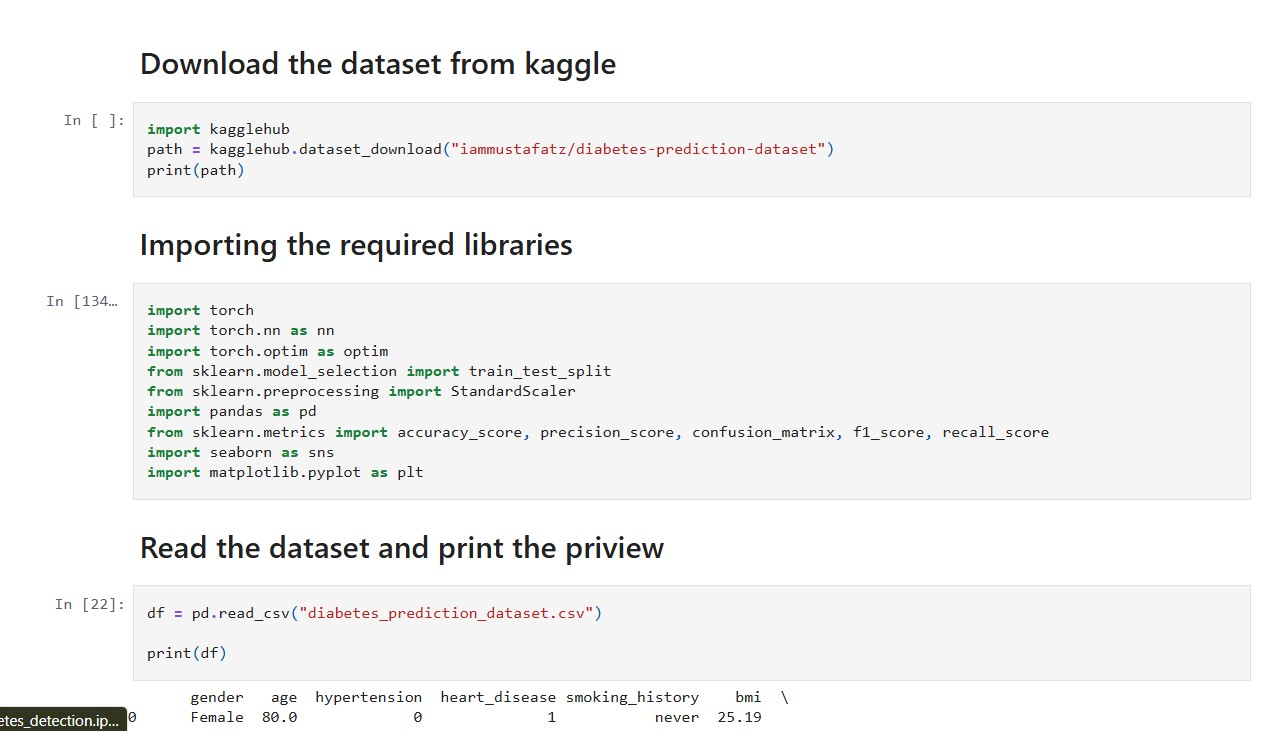 Download the dataset from kaggle
In [ ]:
import kagglehub
path = kagglehub.dataset_download("iammustafatz/diabetes-prediction-dataset")
print(path)
Importing the required libraries
In [134…
import torch
import torch.nn as nn
import torch.optim as optim
from sklearn.model_selection import train_test_split
from sklearn.preprocessing import StandardScaler
import pandas as pd
from sklearn.metrics import accuracy_score, precision_score, confusion_matrix, f1_score, recall_score
import seaborn as sns
import matplotlib.pyplot as plt
Read the dataset and print the priview
In [22]:
df = pd.read_csv("diabetes_prediction_dataset.csv")
print(df)
gender age hypertension heart_disease smoking_history bmi \
0 Female 80.0 0 1 never 25.19
etes_detection.ip...